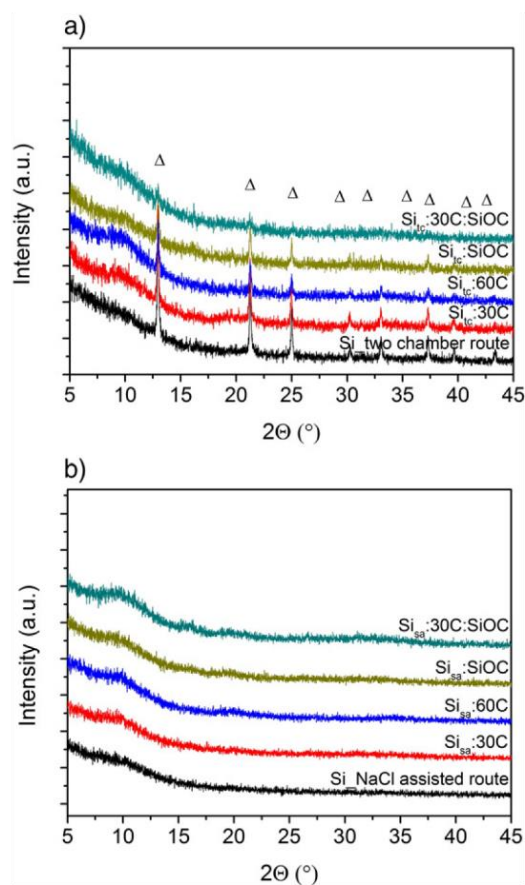 a)
Intensity (a.u.)
Δ Δ Δ Δ Δ Δ Δ Δ Δ
Si_tc:30C:SiOC
Si_tc:SiOC
Si_tc:60C
Si_tc:30C
Si_two chamber route
5 10 15 20 25 30 35 40 45
2Θ (°)
b)
Intensity (a.u.)
Si_sa:30C:SiOC
Si_sa:SiOC
Si_sa:60C
Si_sa:30C
Si_NaCl assisted route
5 10 15 20 25 30 35 40 45
2Θ (°)